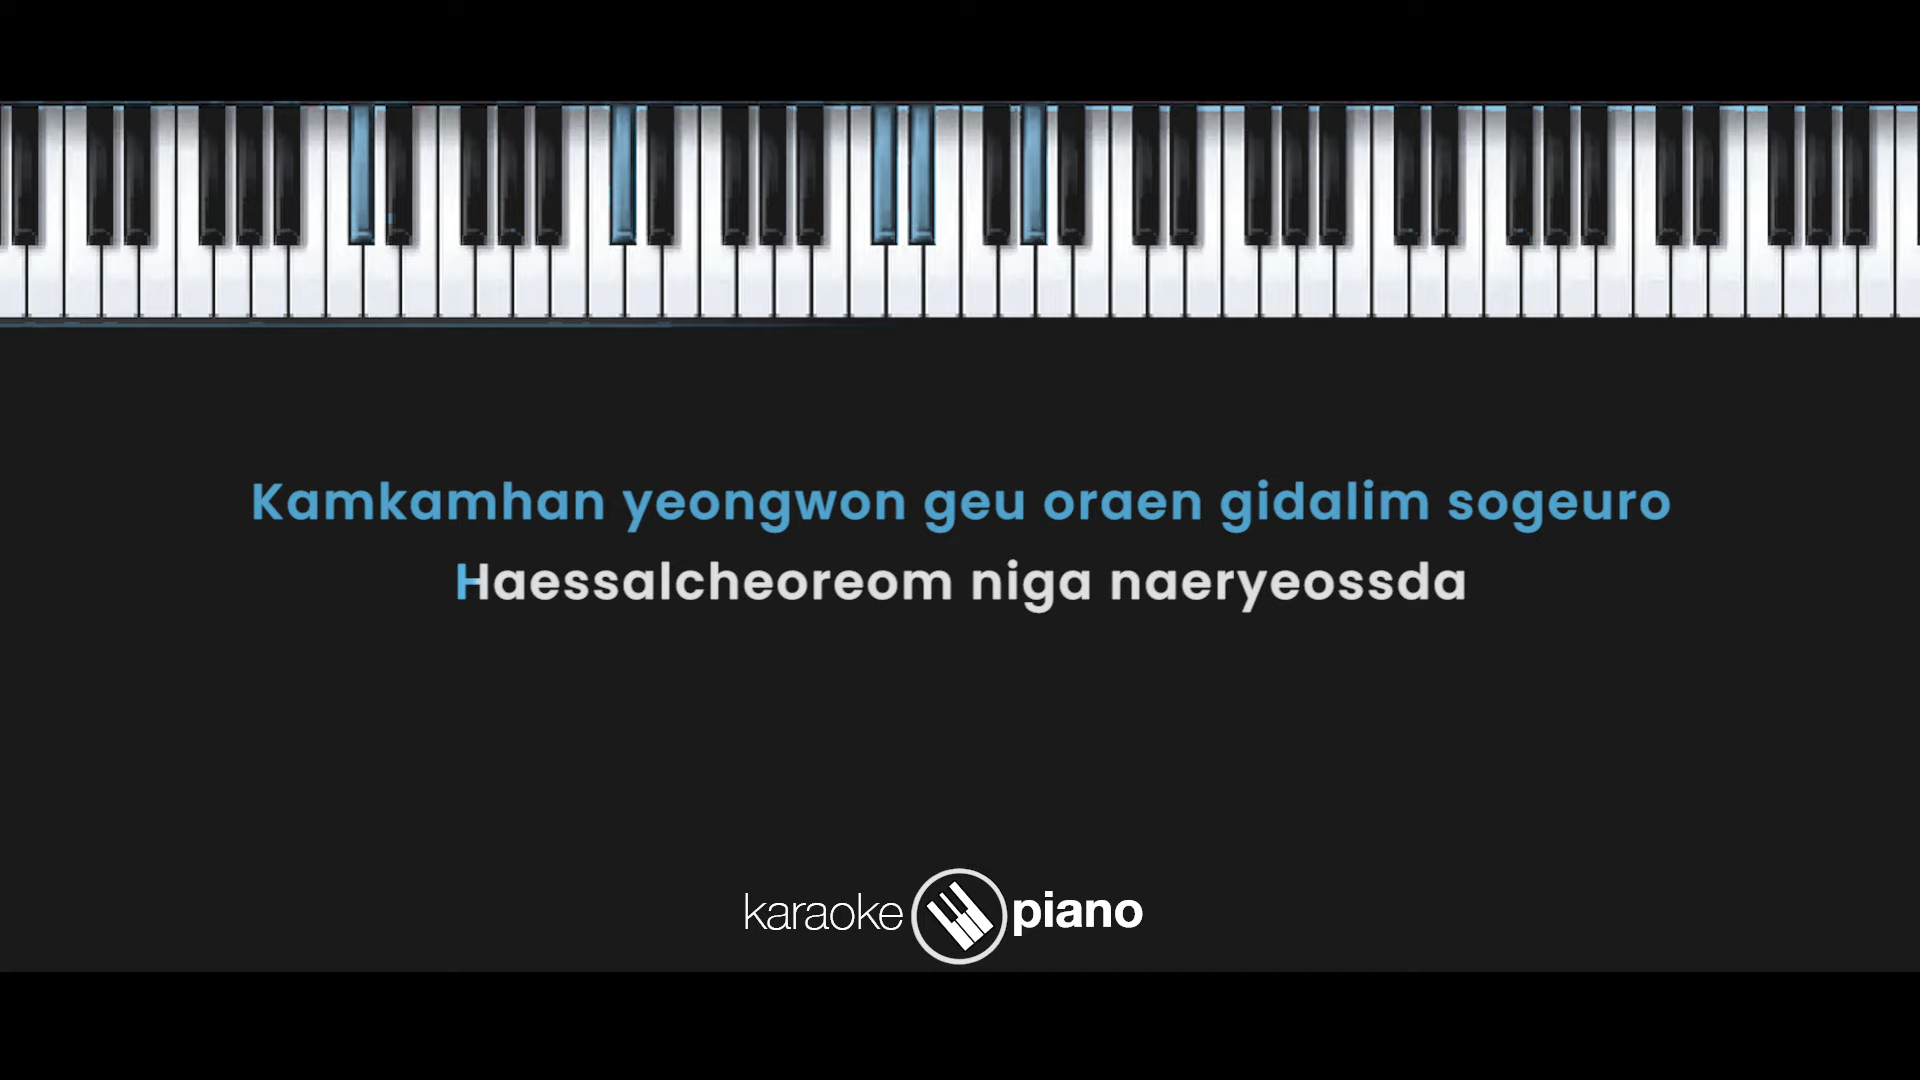 Kamkamhan yeongwon geu oraen gidalim sogeuro
Haessalcheoreom niga naeryeossda
karaoke piano